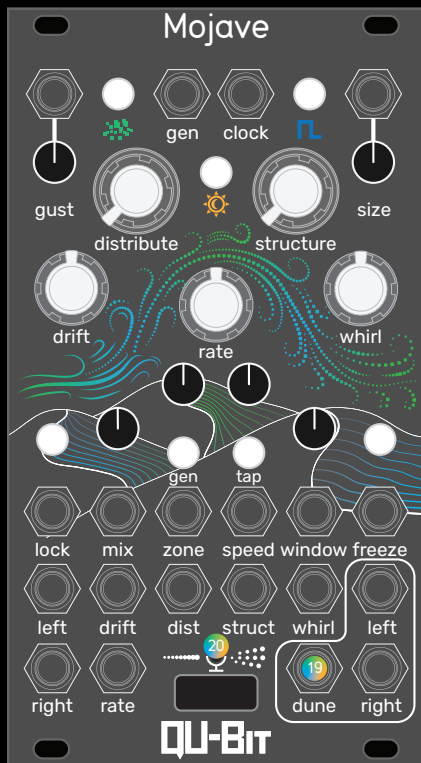 Mojave
gen clock
gust size
distribute structure
drift whirl
rate
gen tap
lock mix zone speed window freeze
left drift dist struct whirl left
20
19
right rate dune right
QU-BIT